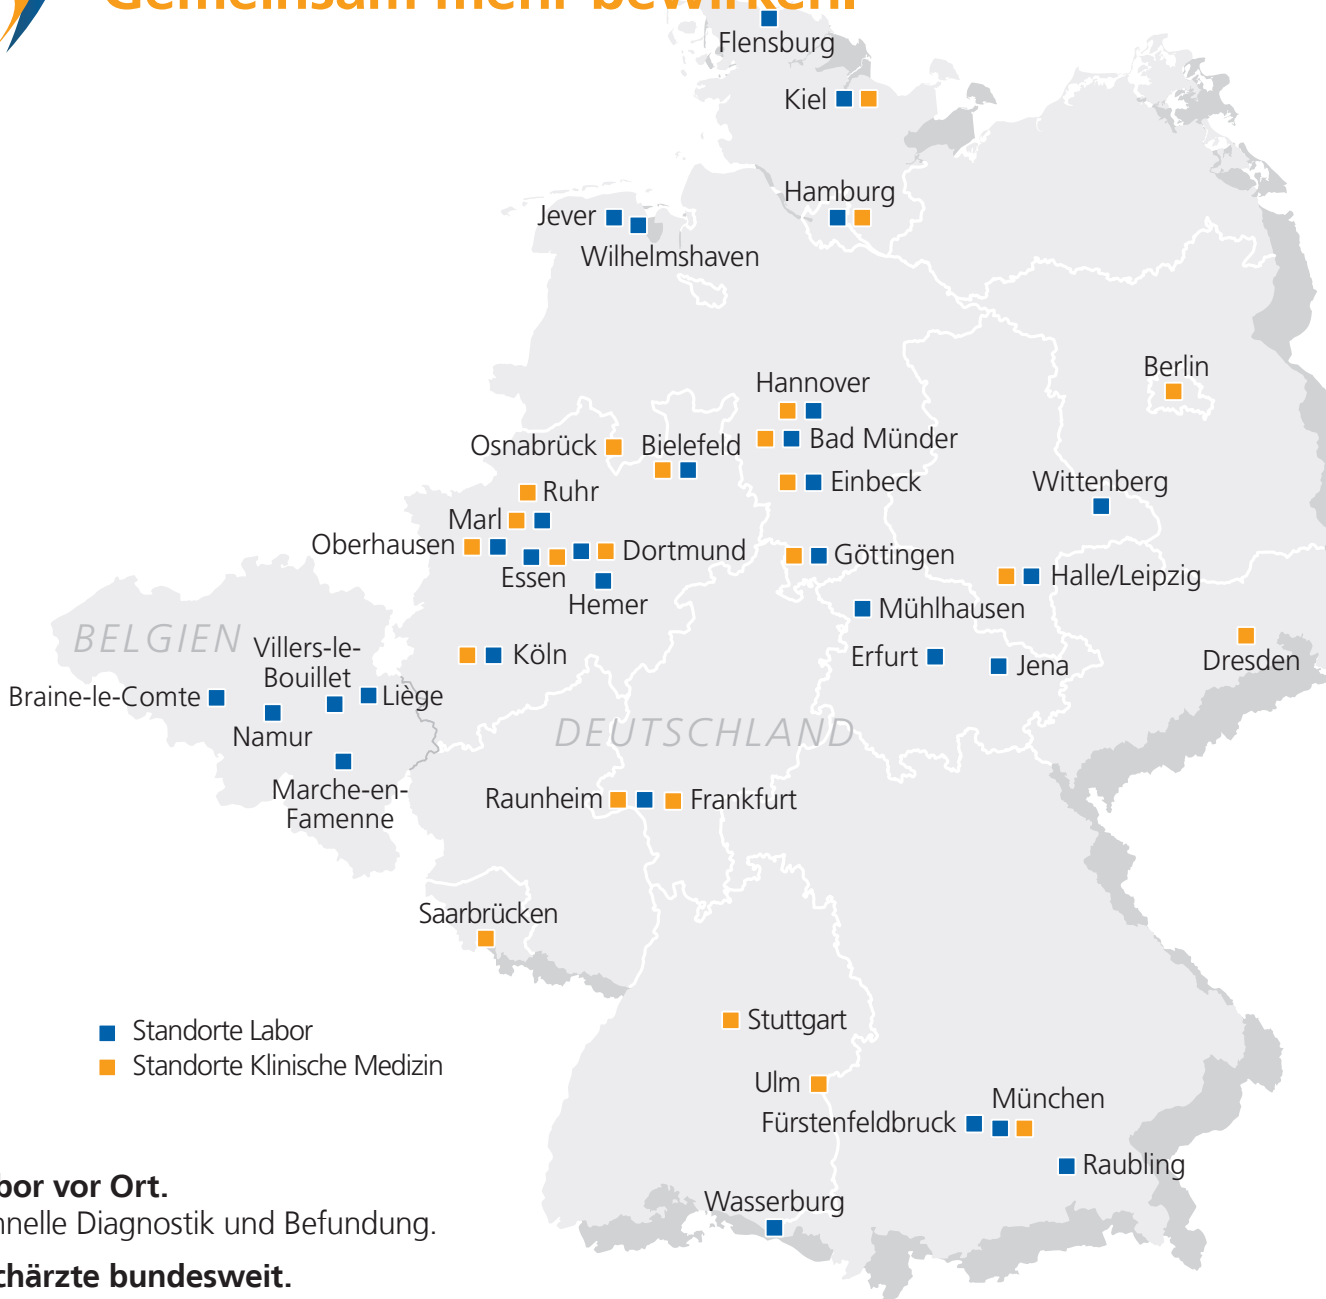 Gemeinsam mehr bewirken.
Flensburg
Kiel
Hamburg
Jever
Wilhelmshaven
Berlin
Hannover
Osnabrück
Bielefeld
Bad Münder
Ruhr
Einbeck
Wittenberg
Marl
Oberhausen
Dortmund
Göttingen
Essen
Halle/Leipzig
Hemer
Mühlhausen
BELGIEN
Villers-le-
Bouillet
Köln
Erfurt
Jena
Dresden
Braine-le-Comte
Liège
Namur
DEUTSCHLAND
Marche-en-
Famenne
Raunheim
Frankfurt
Saarbrücken
Stuttgart
Standorte Labor
Standorte Klinische Medizin
Ulm
München
Fürstenfeldbruck
Raubling
Wasserburg
bor vor Ort.
nelle Diagnostik und Befundung.
chärzte bundesweit.